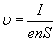 υ = I / enS